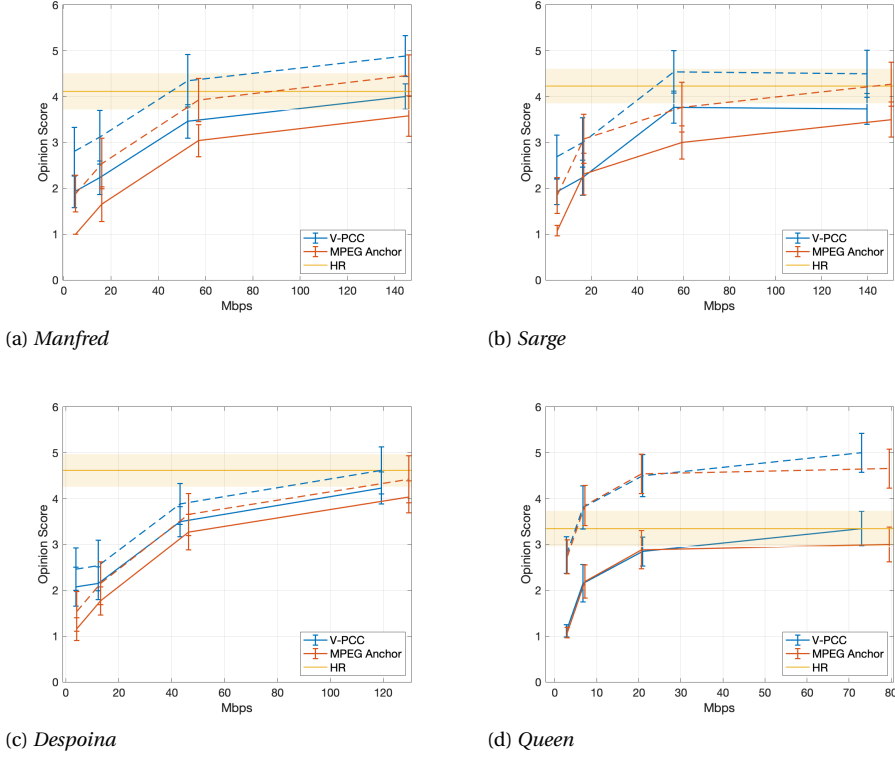 6
5
4
3
2
1
0
Opinion Score
0 20 40 60 80 100 120 140
Mbps
V-PCC
MPEG Anchor
HR
(a) Manfred
6
5
4
3
2
1
0
Opinion Score
20 40 60 80 100 120 140
Mbps
V-PCC
MPEG Anchor
HR
(b) Sarge
6
5
4
3
2
1
0
Opinion Score
0 20 40 60 80 100 120
Mbps
V-PCC
MPEG Anchor
HR
(c) Despoina
6
5
4
3
2
1
0
Opinion Score
0 10 20 30 40 50 60 70 80
Mbps
V-PCC
MPEG Anchor
HR
(d) Queen